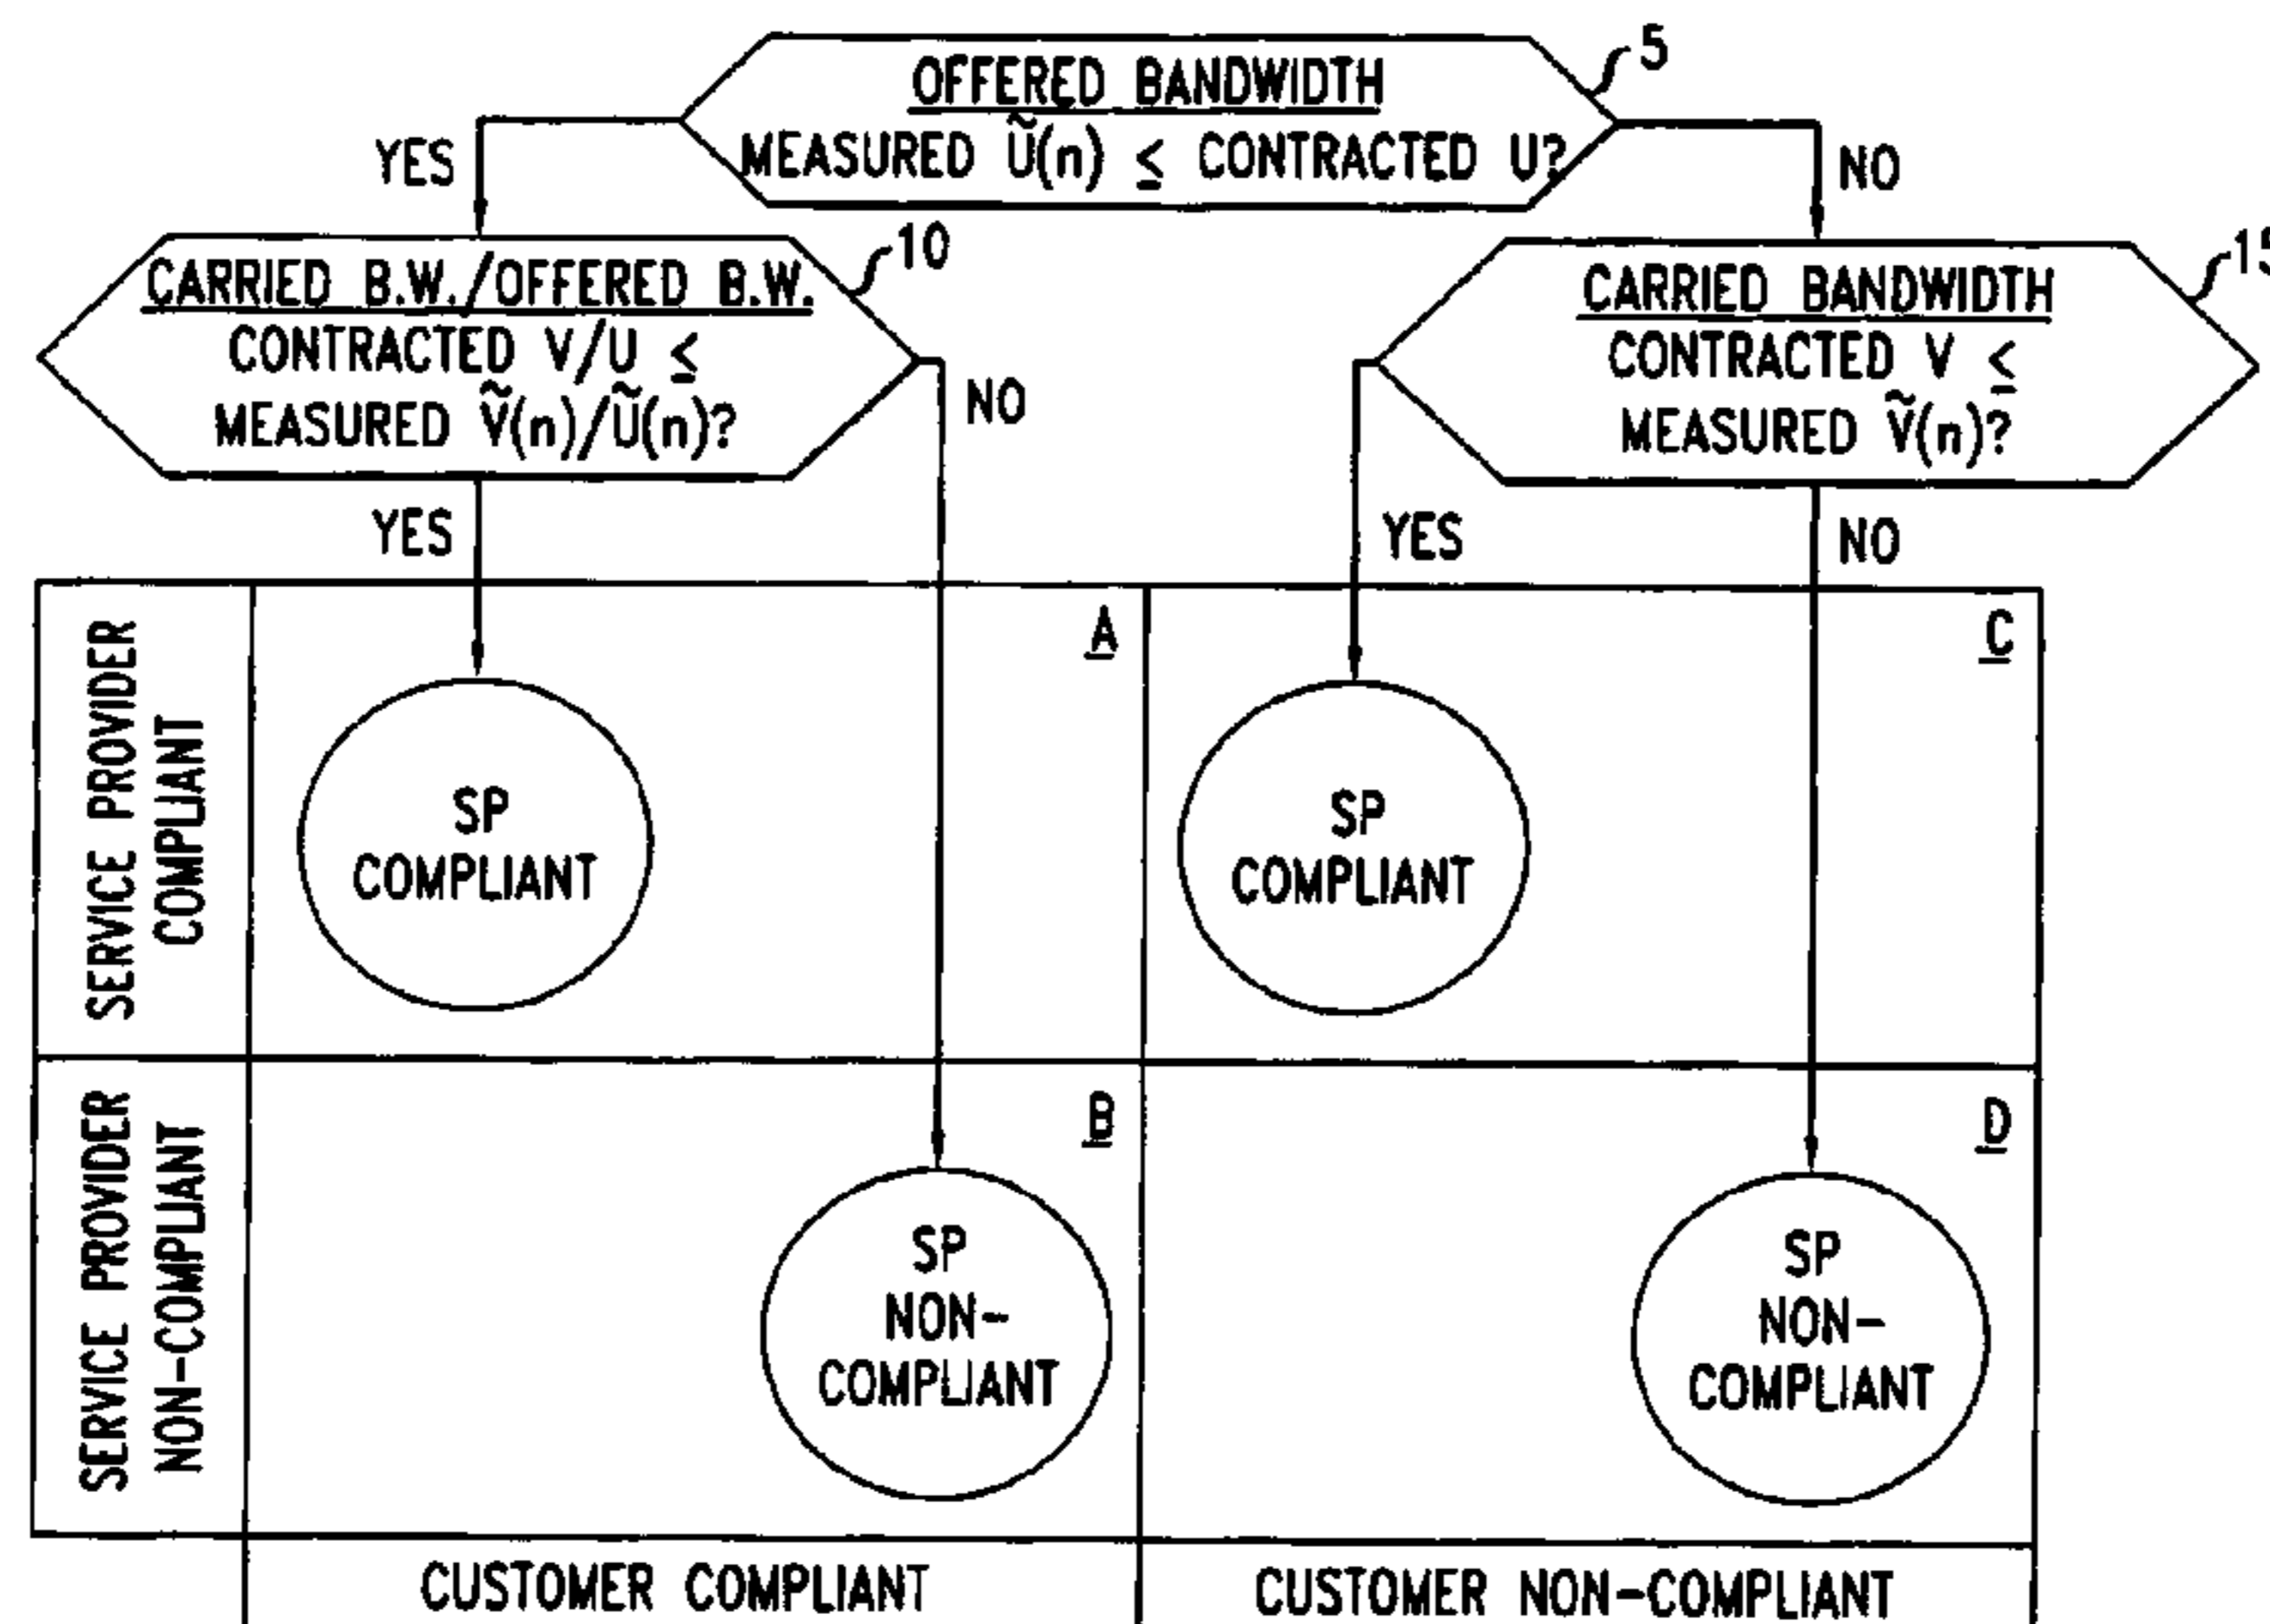 5
OFFERED BANDWIDTH
MEASURED Ũ(n) ≤ CONTRACTED U?
YES
NO
10
CARRIED B.W./OFFERED B.W.
CONTRACTED V/U ≤
MEASURED Ṽ(n)/Ũ(n)?
NO
YES
15
CARRIED BANDWIDTH
CONTRACTED V ≤
MEASURED Ṽ(n)?
YES
NO
SERVICE PROVIDER
COMPLIANT
A
SP
COMPLIANT
C
SP
COMPLIANT
SERVICE PROVIDER
NON-COMPLIANT
B
SP
NON-
COMPLIANT
D
SP
NON-
COMPLIANT
CUSTOMER COMPLIANT
CUSTOMER NON-COMPLIANT